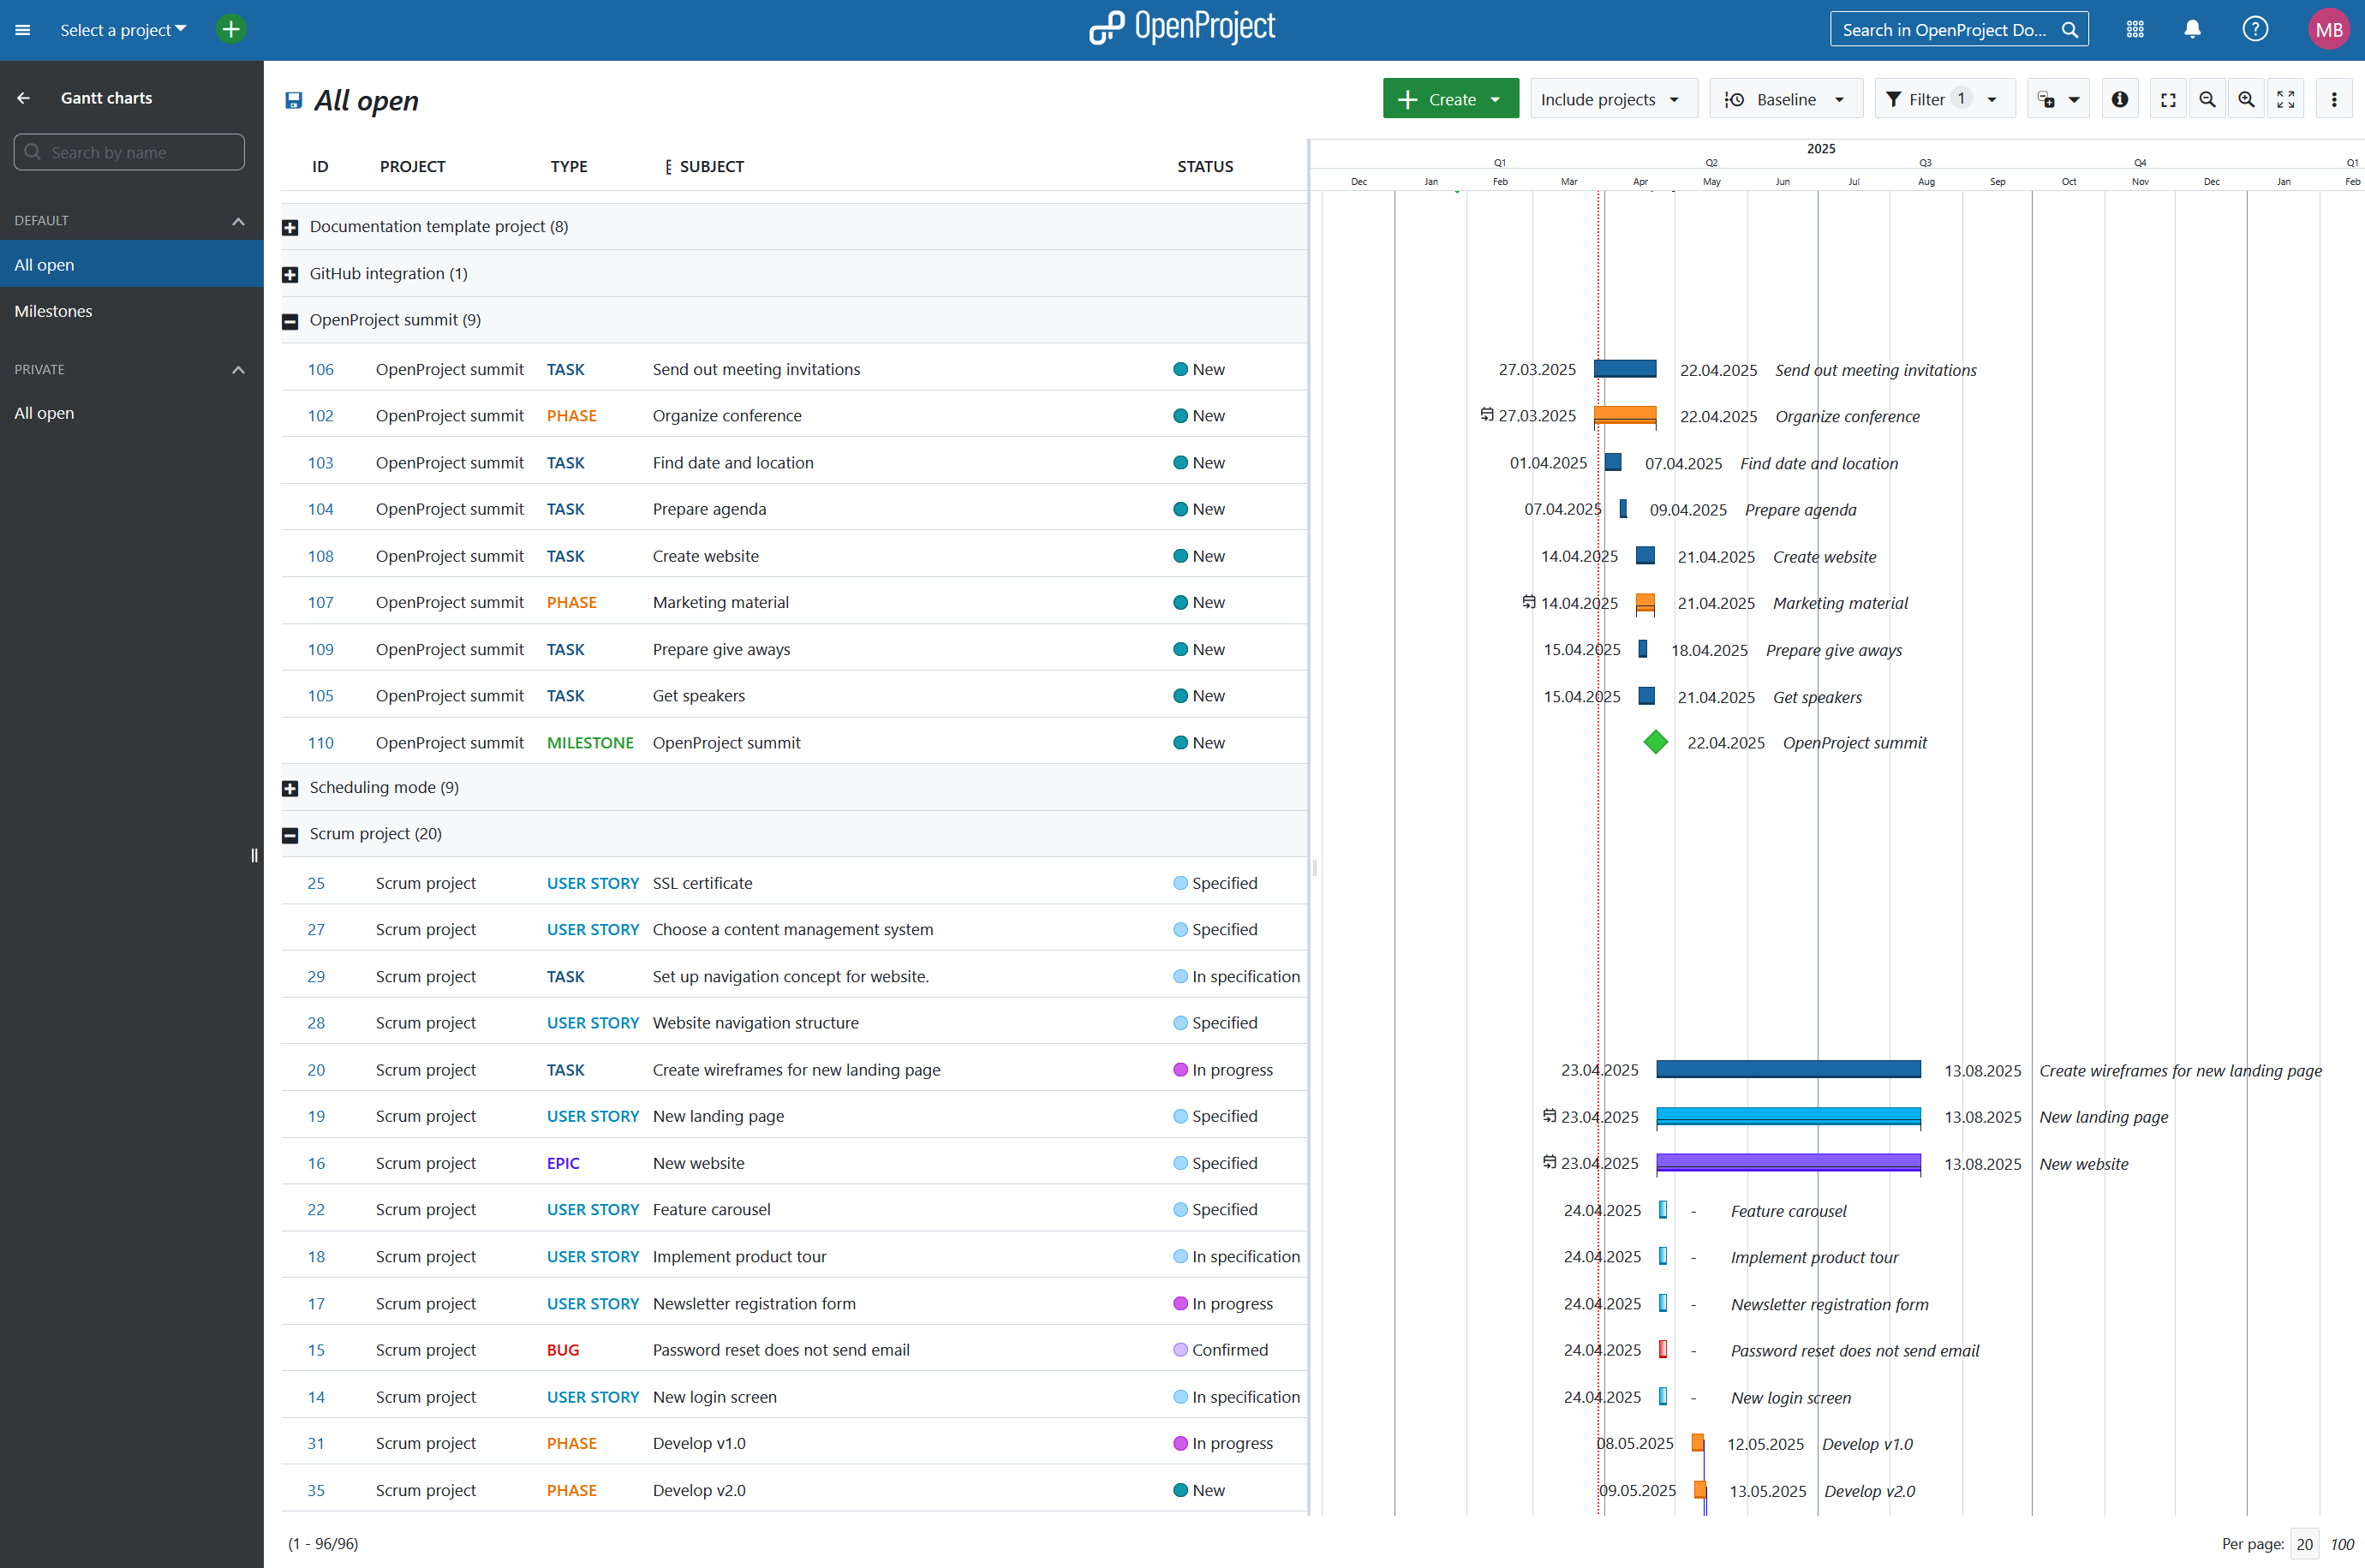 Select a project
OpenProject
Search in OpenProject Do...
MB
Gantt charts
Search by name
DEFAULT
All open
Milestones
PRIVATE
All open
All open
Create
Include projects
Baseline
Filter 1
ID PROJECT TYPE SUBJECT STATUS
2025
Q1 Q2 Q3 Q4 Q1
Dec Jan Feb Mar Apr May Jun Jul Aug Sep Oct Nov Dec Jan Feb
Documentation template project (8)
GitHub integration (1)
OpenProject summit (9)
106 OpenProject summit TASK Send out meeting invitations New 27.03.2025 22.04.2025 Send out meeting invitations
102 OpenProject summit PHASE Organize conference New 27.03.2025 22.04.2025 Organize conference
103 OpenProject summit TASK Find date and location New 01.04.2025 07.04.2025 Find date and location
104 OpenProject summit TASK Prepare agenda New 07.04.2025 09.04.2025 Prepare agenda
108 OpenProject summit TASK Create website New 14.04.2025 21.04.2025 Create website
107 OpenProject summit PHASE Marketing material New 14.04.2025 21.04.2025 Marketing material
109 OpenProject summit TASK Prepare give aways New 15.04.2025 18.04.2025 Prepare give aways
105 OpenProject summit TASK Get speakers New 15.04.2025 21.04.2025 Get speakers
110 OpenProject summit MILESTONE OpenProject summit New 22.04.2025 OpenProject summit
Scheduling mode (9)
Scrum project (20)
25 Scrum project USER STORY SSL certificate Specified
27 Scrum project USER STORY Choose a content management system Specified
29 Scrum project TASK Set up navigation concept for website. In specification
28 Scrum project USER STORY Website navigation structure Specified
20 Scrum project TASK Create wireframes for new landing page In progress 23.04.2025 13.08.2025 Create wireframes for new landing page
19 Scrum project USER STORY New landing page Specified 23.04.2025 13.08.2025 New landing page
16 Scrum project EPIC New website Specified 23.04.2025 13.08.2025 New website
22 Scrum project USER STORY Feature carousel Specified 24.04.2025 - Feature carousel
18 Scrum project USER STORY Implement product tour In specification 24.04.2025 - Implement product tour
17 Scrum project USER STORY Newsletter registration form In progress 24.04.2025 - Newsletter registration form
15 Scrum project BUG Password reset does not send email Confirmed 24.04.2025 - Password reset does not send email
14 Scrum project USER STORY New login screen In specification 24.04.2025 - New login screen
31 Scrum project PHASE Develop v1.0 In progress 08.05.2025 12.05.2025 Develop v1.0
35 Scrum project PHASE Develop v2.0 New 09.05.2025 13.05.2025 Develop v2.0
(1 - 96/96)
Per page: 20 100